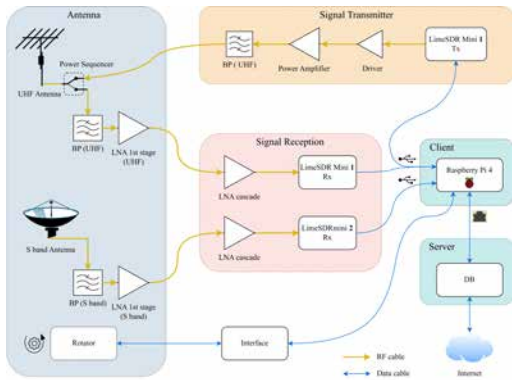 Antenna
Signal Transmitter
LimeSDR Mini 1
Tx
BP ( UHF)
Power Amplifier
Driver
Power Sequencer
UHF Antenna
BP (UHF)
LNA 1st stage
(UHF)
Signal Reception
LimeSDR Mini 1
Rx
LNA cascade
LimeSDRmini 2
Rx
LNA cascade
Client
Raspberry Pi 4
S band Antenna
BP (S band)
LNA 1st stage
(S band)
Server
DB
Rotator
Interface
RF cable
Data cable
Internet